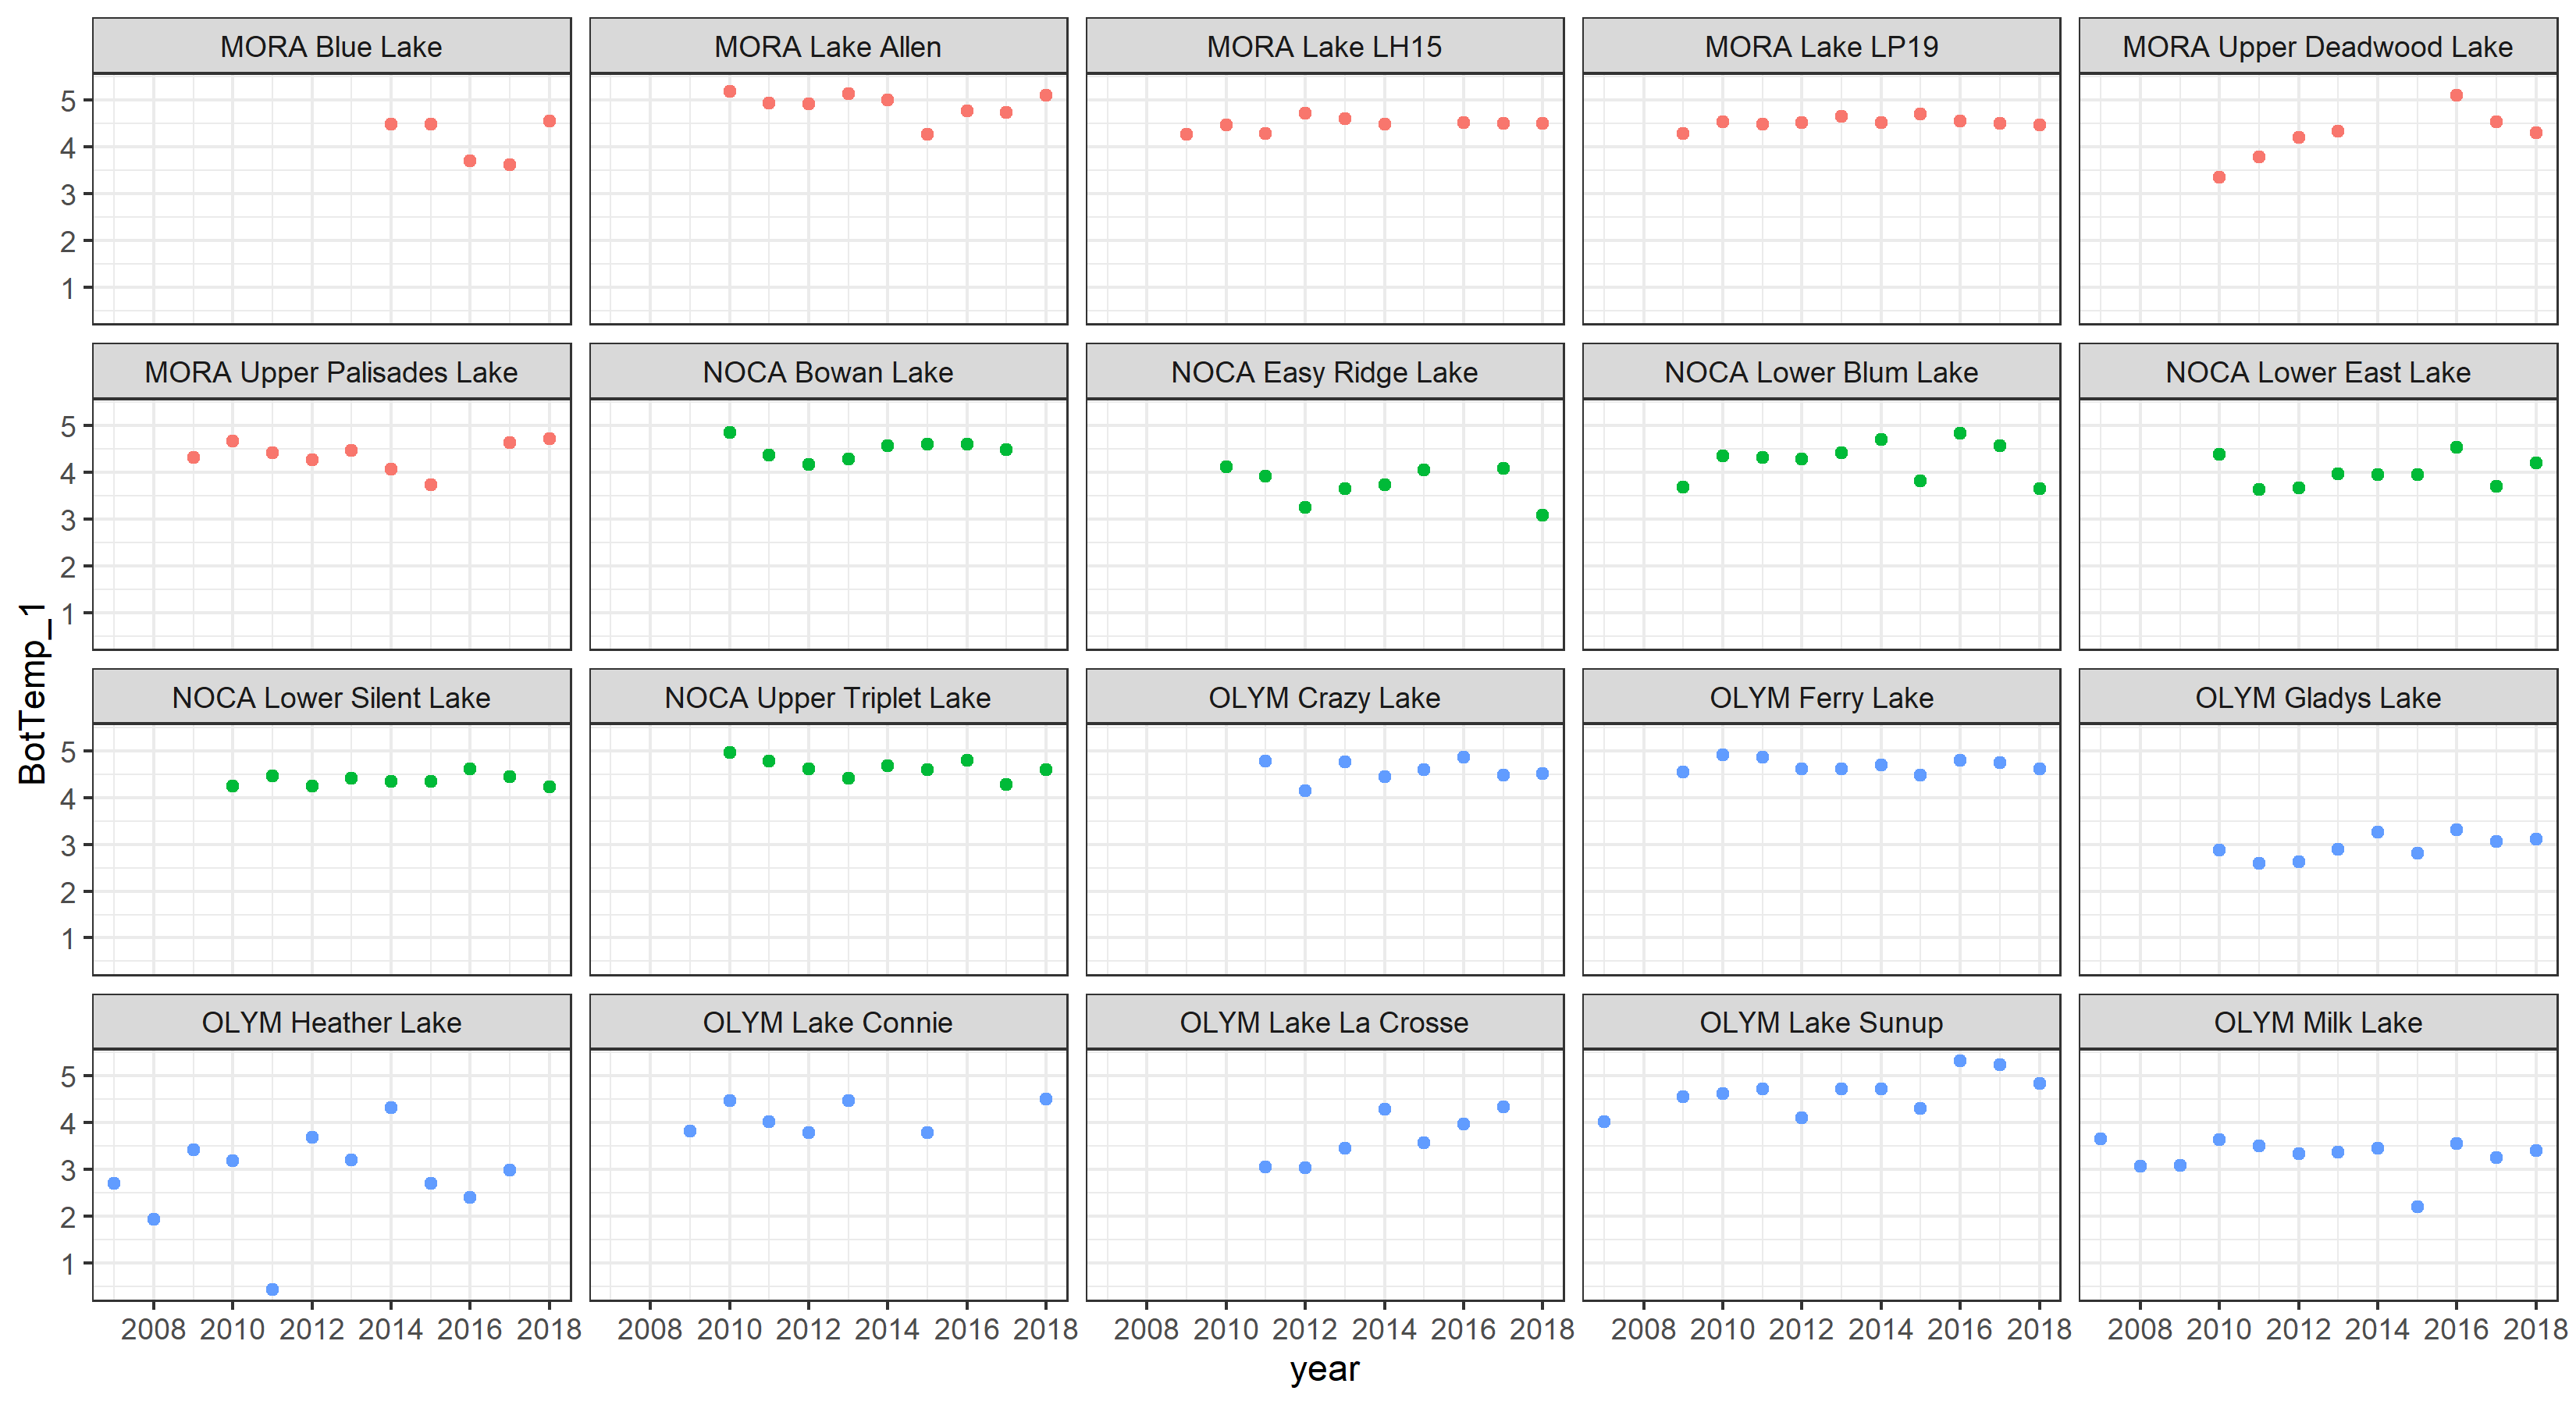 MORA Blue Lake
MORA Lake Allen
MORA Lake LH15
MORA Lake LP19
MORA Upper Deadwood Lake
5
4
3
2
1
MORA Upper Palisades Lake
NOCA Bowan Lake
NOCA Easy Ridge Lake
NOCA Lower Blum Lake
NOCA Lower East Lake
5
4
3
2
1
NOCA Lower Silent Lake
NOCA Upper Triplet Lake
OLYM Crazy Lake
OLYM Ferry Lake
OLYM Gladys Lake
5
4
3
2
1
OLYM Heather Lake
OLYM Lake Connie
OLYM Lake La Crosse
OLYM Lake Sunup
OLYM Milk Lake
5
4
3
2
1
2008 2010 2012 2014 2016 2018
2008 2010 2012 2014 2016 2018
2008 2010 2012 2014 2016 2018
2008 2010 2012 2014 2016 2018
2008 2010 2012 2014 2016 2018
year
BotTemp_1